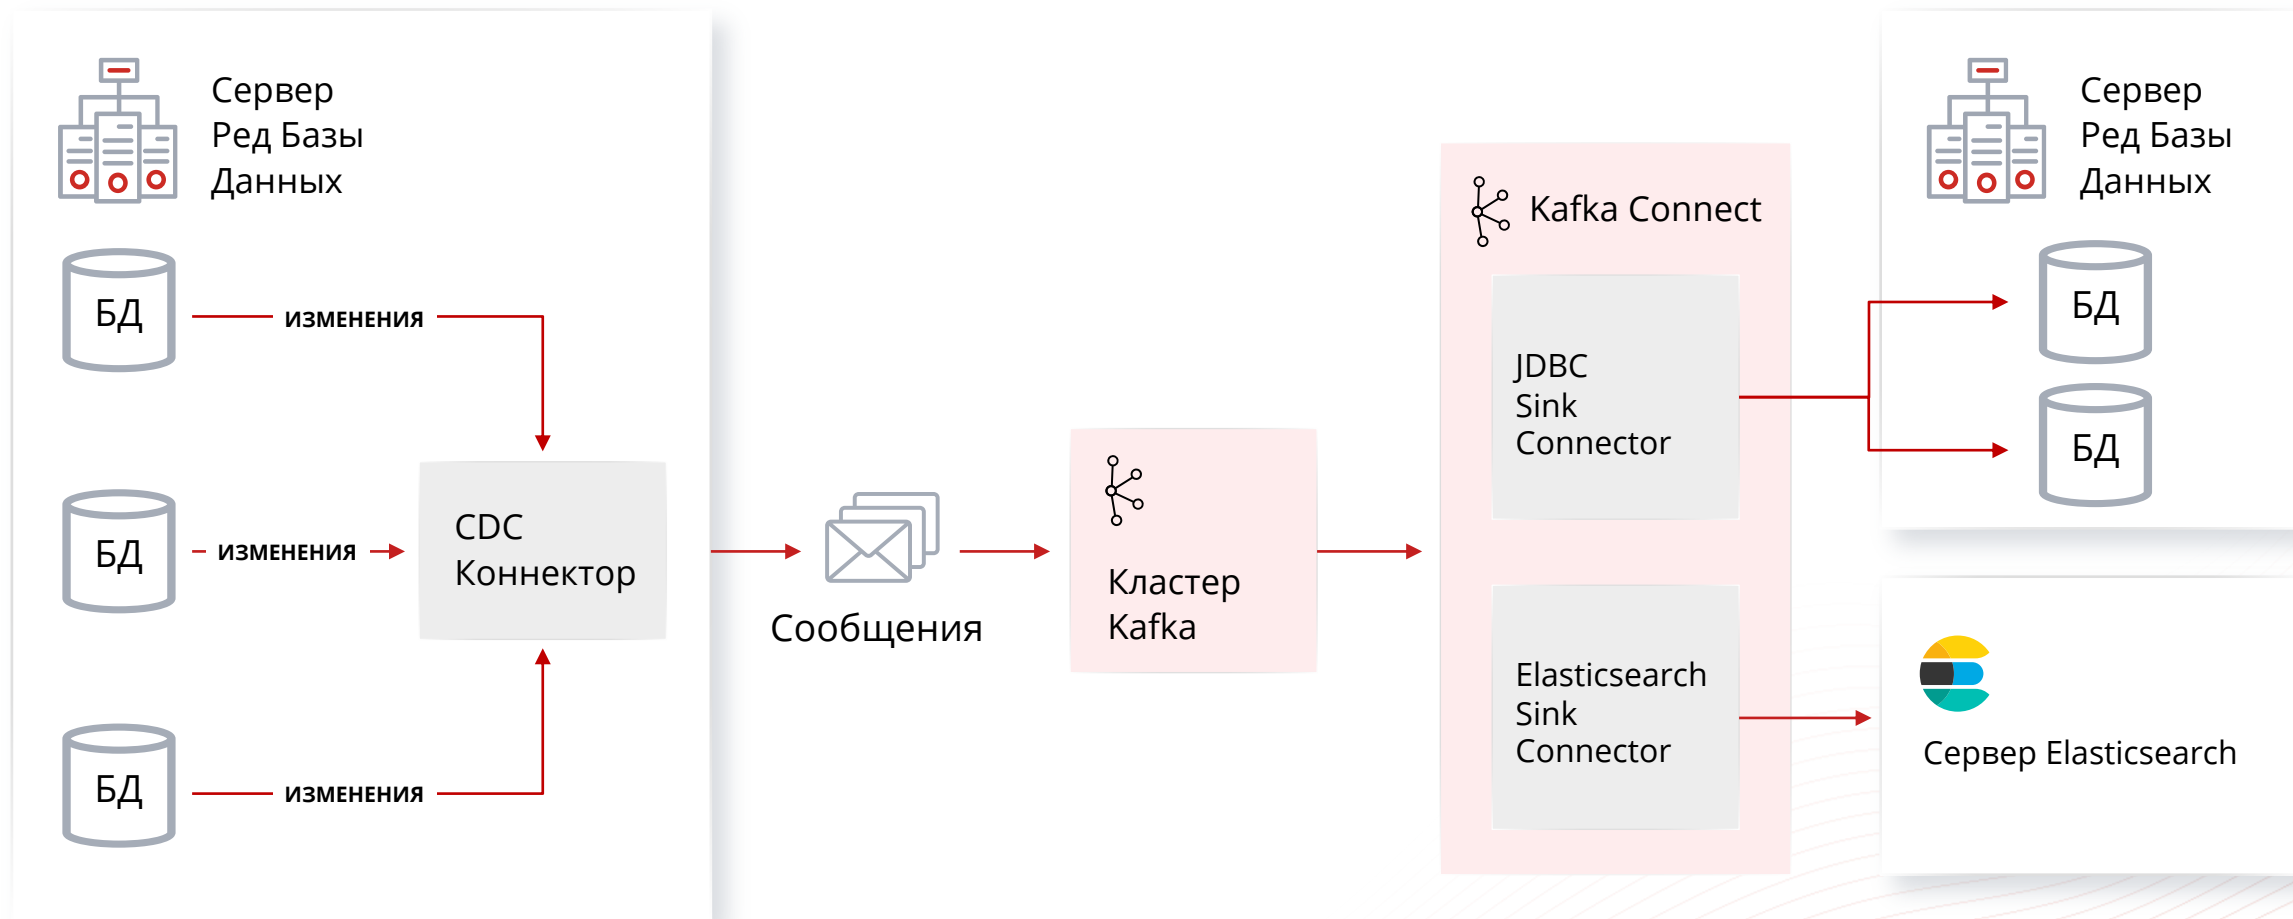 Сервер
Ред Базы
Данных
БД
ИЗМЕНЕНИЯ
БД
ИЗМЕНЕНИЯ
CDC
Коннектор
БД
ИЗМЕНЕНИЯ
Сообщения
Кластер
Kafka
Kafka Connect
JDBC
Sink
Connector
Elasticsearch
Sink
Connector
Сервер
Ред Базы
Данных
БД
БД
Сервер Elasticsearch